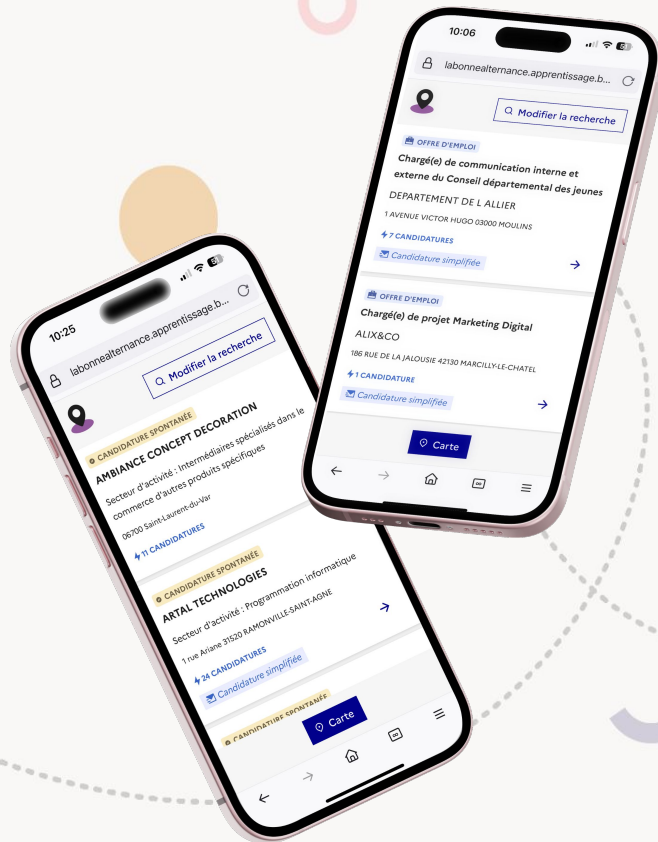 10:06
labonnealternance.apprentissage.b...
Modifier la recherche
OFFRE D'EMPLOI
Chargé(e) de communication interne et
externe du Conseil départemental des jeunes
DEPARTEMENT DE L ALLIER
1 AVENUE VICTOR HUGO 03000 MOULINS
7 CANDIDATURES
Candidature simplifiée
OFFRE D'EMPLOI
Chargé(e) de projet Marketing Digital
ALIX&CO
186 RUE DE LA JALOUSIE 42130 MARCILLY-LE-CHATEL
1 CANDIDATURE
Candidature simplifiée
Carte
10:25
labonnealternance.apprentissage.b...
Modifier la recherche
CANDIDATURE SPONTANÉE
AMBIANCE CONCEPT DECORATION
Secteur d'activité : Intermédiaires spécialisés dans le
commerce d'autres produits spécifiques
06700 Saint-Laurent-du-Var
11 CANDIDATURES
CANDIDATURE SPONTANÉE
ARTAL TECHNOLOGIES
Secteur d'activité : Programmation informatique
1 rue Ariane 31520 RAMONVILLE-SAINT-AGNE
24 CANDIDATURES
Candidature simplifiée
CANDIDATURE SPONTANÉE
Carte